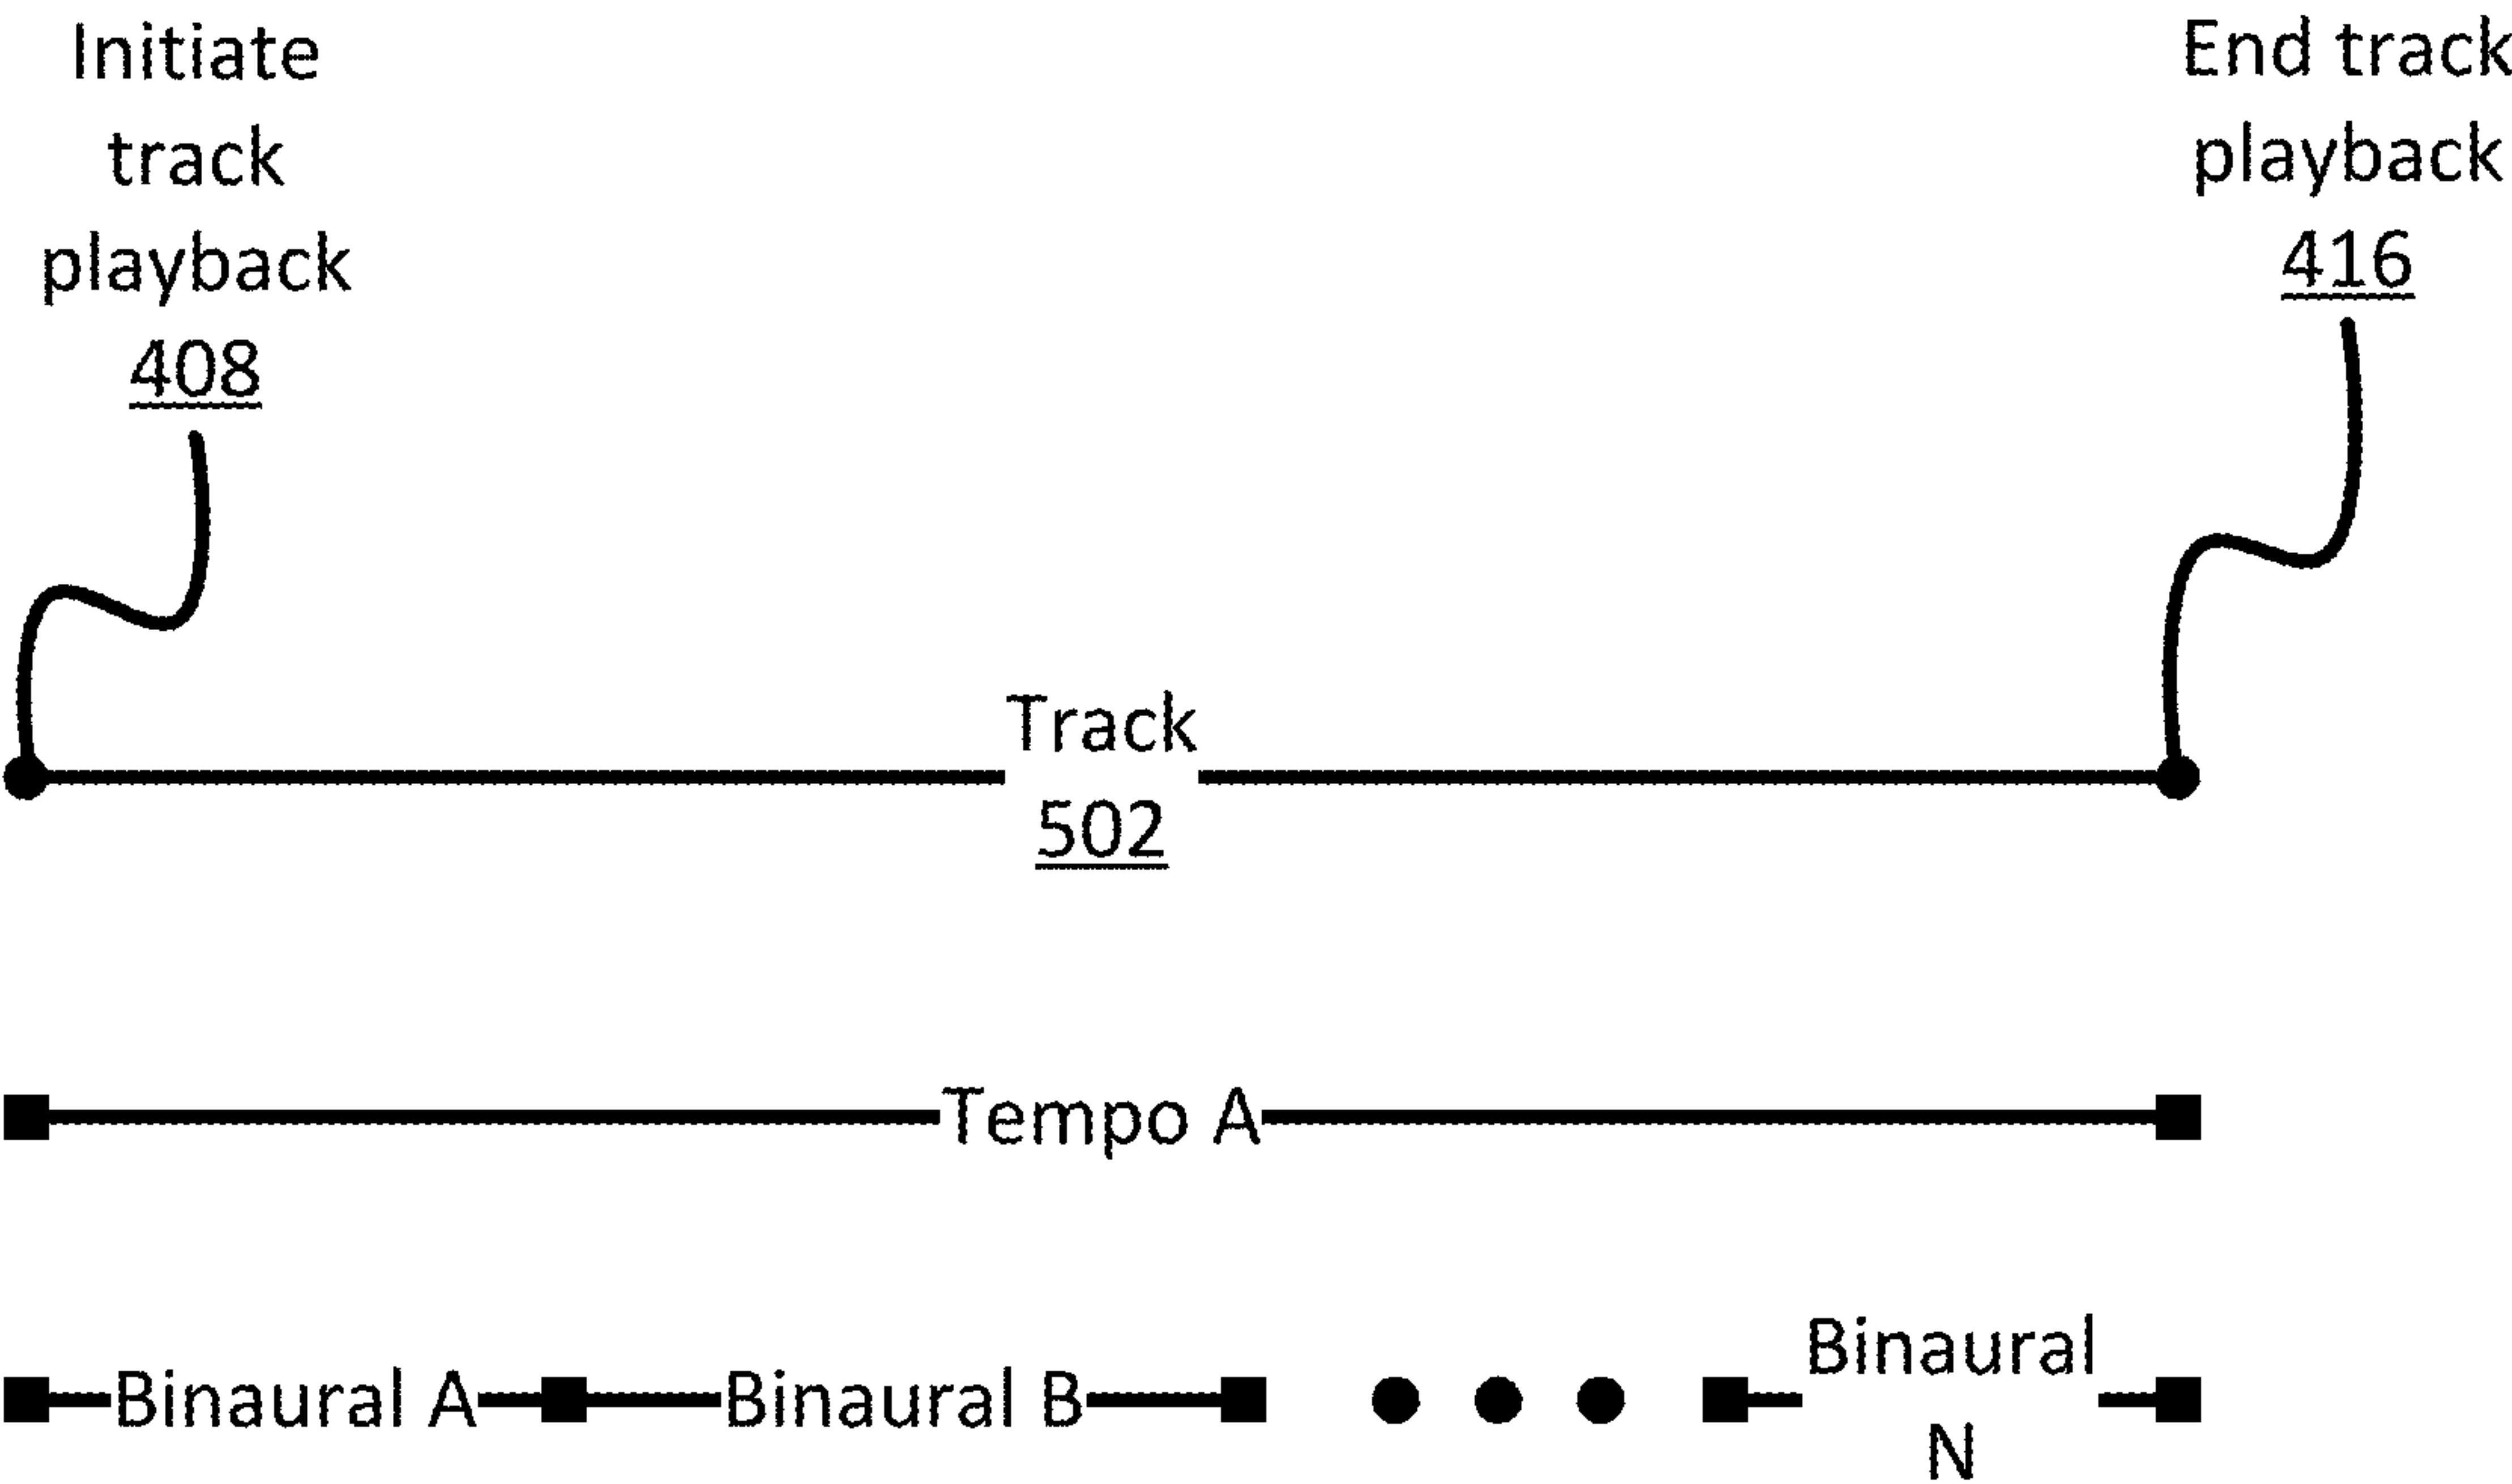 Initiate
track
playback
408
End track
playback
416
Track
502
Tempo A
Binaural A
Binaural B
Binaural
N